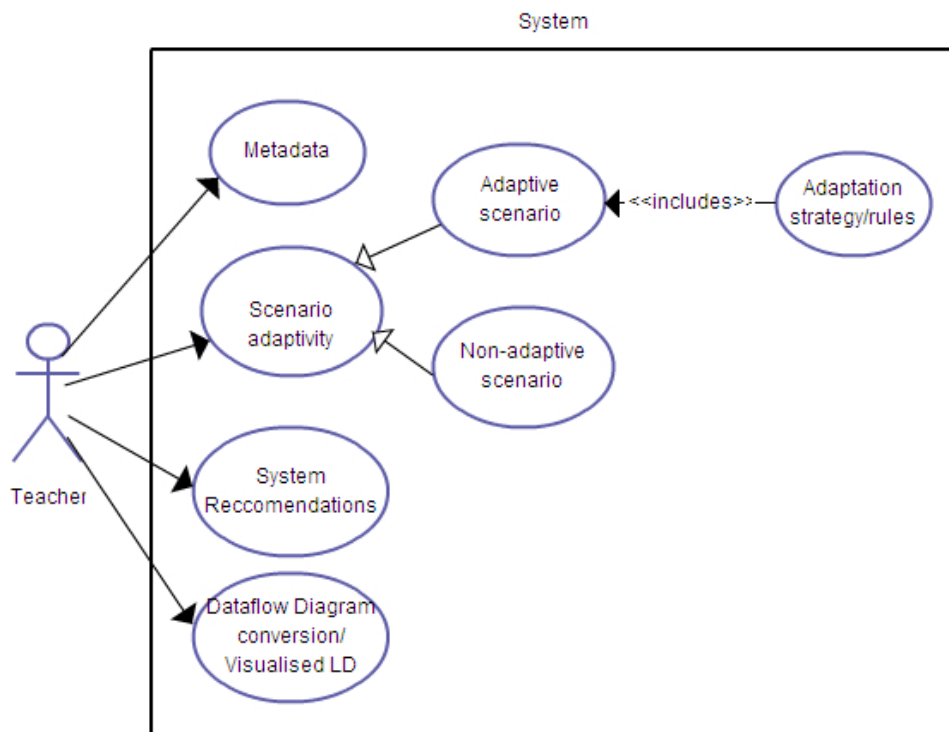 System
Metadata
Adaptive
scenario
<<includes>>
Adaptation
strategy/rules
Scenario
adaptivity
Non-adaptive
scenario
System
Reccomendations
Teacher
Dataflow Diagram
conversion/
Visualised LD